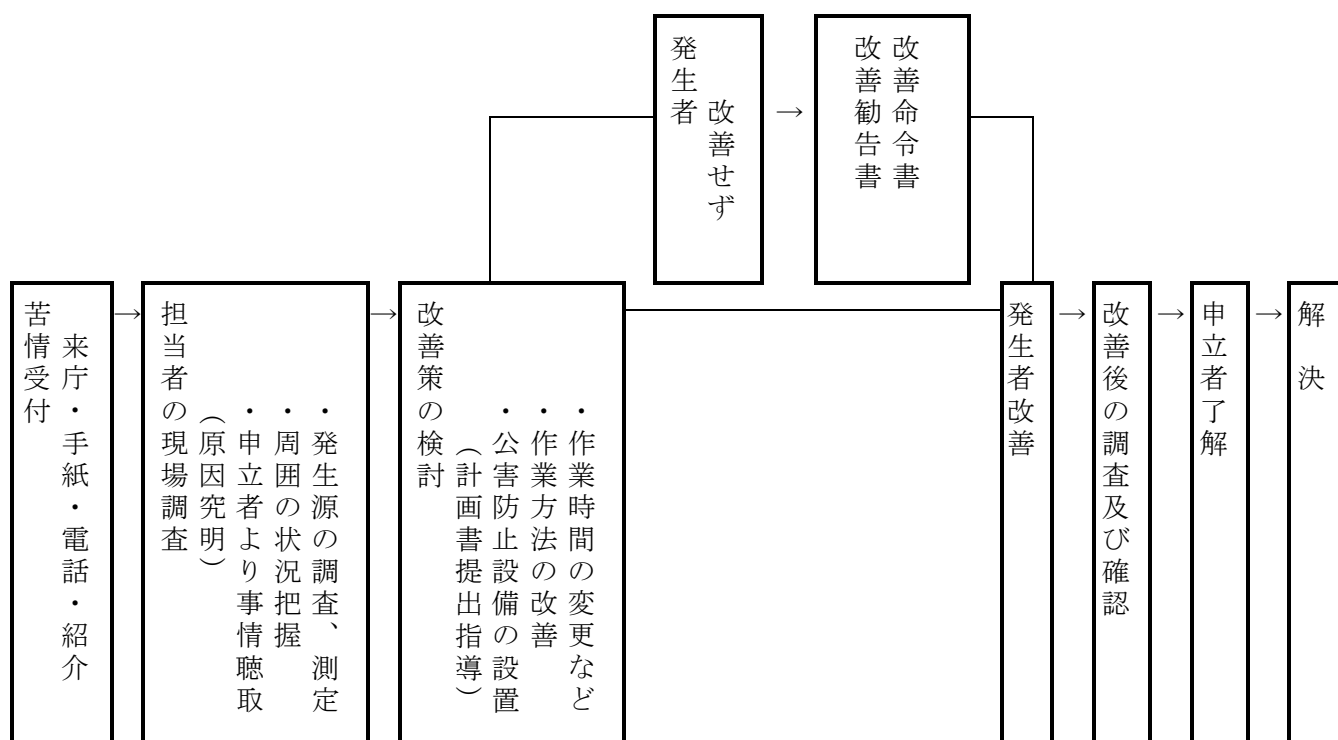 苦情受付
来庁・手紙・電話・紹介
→
担当者の現場調査
（原因究明）
・申立者より事情聴取
・周囲の状況把握
・発生源の調査、測定
→
改善策の検討
（計画書提出指導）
・公害防止設備の設置
・作業方法の改善
・作業時間の変更など
発生者
改善せず
→
改善勧告書
改善命令書
発生者改善
→
改善後の調査及び確認
→
申立者了解
→
解決